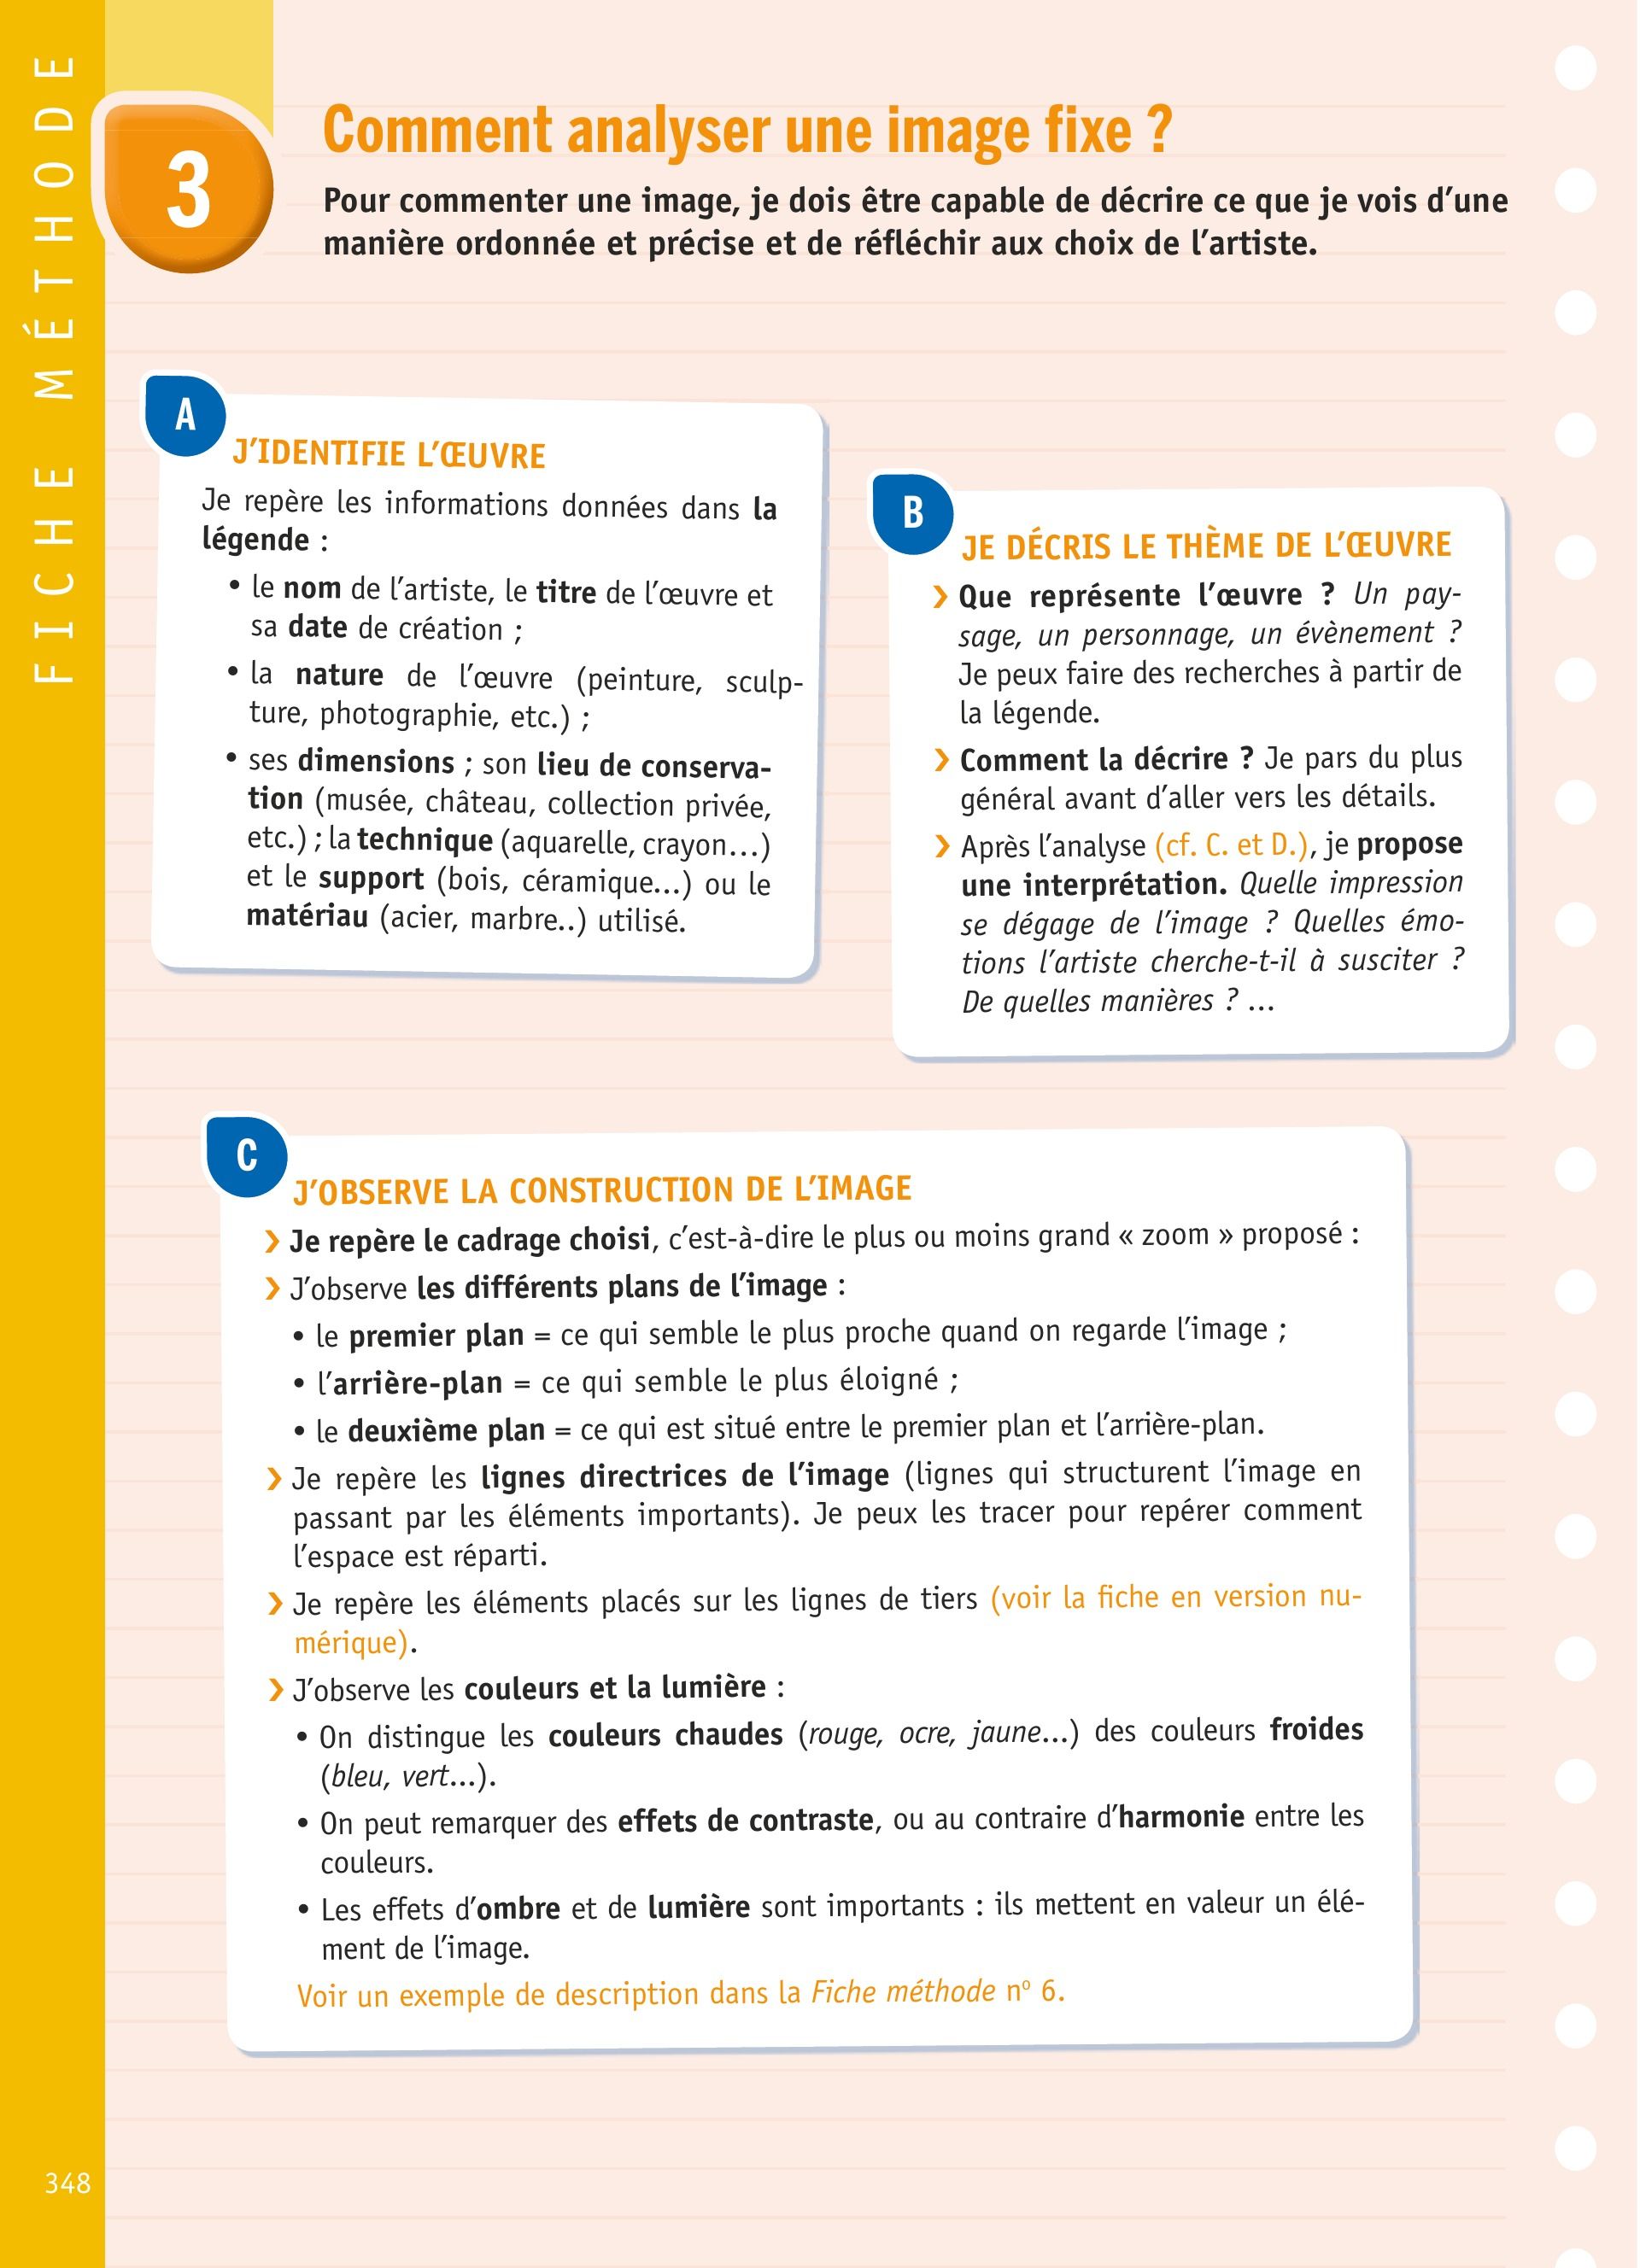 FICHE MÉTHODE
3
Comment analyser une image fixe ?
Pour commenter une image, je dois être capable de décrire ce que je vois d’une
manière ordonnée et précise et de réfléchir aux choix de l’artiste.
A
J’IDENTIFIE L’ŒUVRE
Je repère les informations données dans la
légende :
• le nom de l’artiste, le titre de l’œuvre et
sa date de création ;
• la nature de l’œuvre (peinture, sculp-
ture, photographie, etc.) ;
• ses dimensions ; son lieu de conserva-
tion (musée, château, collection privée,
etc.) ; la technique (aquarelle, crayon…)
et le support (bois, céramique…) ou le
matériau (acier, marbre..) utilisé.
B
JE DÉCRIS LE THÈME DE L’ŒUVRE
❯ Que représente l’œuvre ? Un pay-
sage, un personnage, un évènement ?
Je peux faire des recherches à partir de
la légende.
❯ Comment la décrire ? Je pars du plus
général avant d’aller vers les détails.
❯ Après l’analyse (cf. C. et D.), je propose
une interprétation. Quelle impression
se dégage de l’image ? Quelles émo-
tions l’artiste cherche-t-il à susciter ?
De quelles manières ? …
C
J’OBSERVE LA CONSTRUCTION DE L’IMAGE
❯ Je repère le cadrage choisi, c’est-à-dire le plus ou moins grand « zoom » proposé :
❯ J’observe les différents plans de l’image :
• le premier plan = ce qui semble le plus proche quand on regarde l’image ;
• l’arrière-plan = ce qui semble le plus éloigné ;
• le deuxième plan = ce qui est situé entre le premier plan et l’arrière-plan.
❯ Je repère les lignes directrices de l’image (lignes qui structurent l’image en
passant par les éléments importants). Je peux les tracer pour repérer comment
l’espace est réparti.
❯ Je repère les éléments placés sur les lignes de tiers (voir la fiche en version nu-
mérique).
❯ J’observe les couleurs et la lumière :
• On distingue les couleurs chaudes (rouge, ocre, jaune…) des couleurs froides
(bleu, vert…).
• On peut remarquer des effets de contraste, ou au contraire d’harmonie entre les
couleurs.
• Les effets d’ombre et de lumière sont importants : ils mettent en valeur un élé-
ment de l’image.
Voir un exemple de description dans la Fiche méthode nº 6.
348